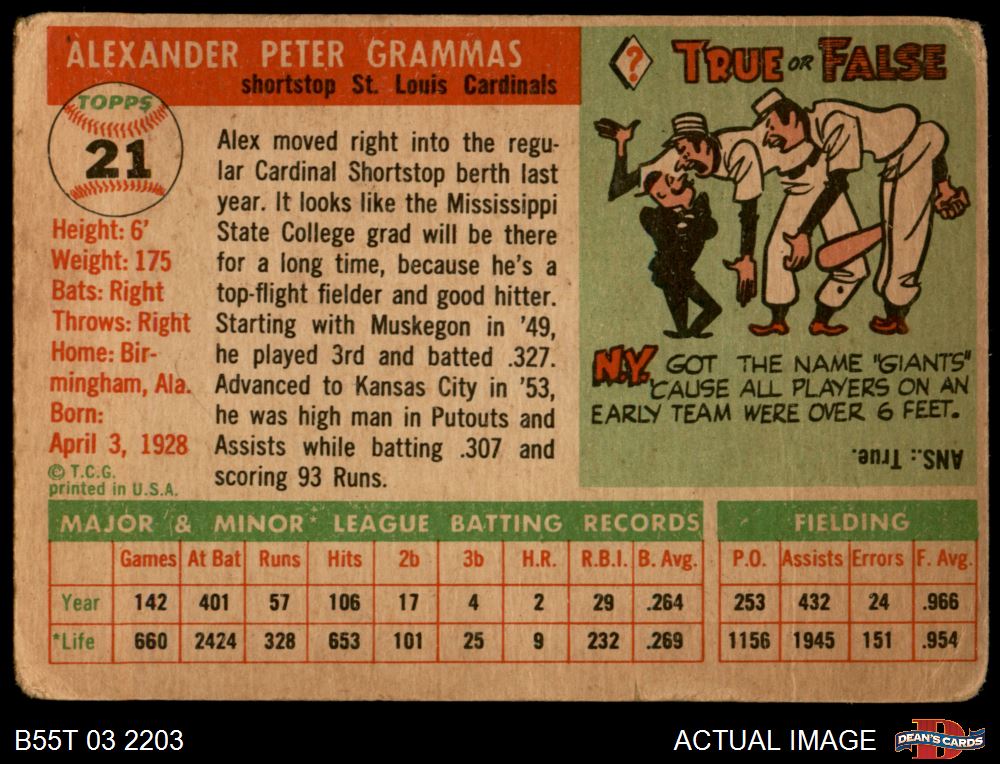 ALEXANDER PETER GRAMMAS
shortstop St. Louis Cardinals
TOPPS
21
Height: 6'
Weight: 175
Bats: Right
Throws: Right
Home: Bir-
mingham, Ala.
Born:
April 3, 1928
© T.C.G.
printed in U.S.A.
Alex moved right into the regu-
lar Cardinal Shortstop berth last
year. It looks like the Mississippi
State College grad will be there
for a long time, because he's a
top-flight fielder and good hitter.
Starting with Muskegon in '49,
he played 3rd and batted .327.
Advanced to Kansas City in '53,
he was high man in Putouts and
Assists while batting .307 and
scoring 93 Runs.
? TRUE OR FALSE
N.Y. GOT THE NAME "GIANTS"
'CAUSE ALL PLAYERS ON AN
EARLY TEAM WERE OVER 6 FEET.
ANS.: True.
MAJOR & MINOR* LEAGUE BATTING RECORDS FIELDING
Games At Bat Runs Hits 2b 3b H.R. R.B.I. B. Avg. P.O. Assists Errors F. Avg.
Year 142 401 57 106 17 4 2 29 .264 253 432 24 .966
*Life 660 2424 328 653 101 25 9 232 .269 1156 1945 151 .954
B55T 03 2203
ACTUAL IMAGE
DEAN'S CARDS